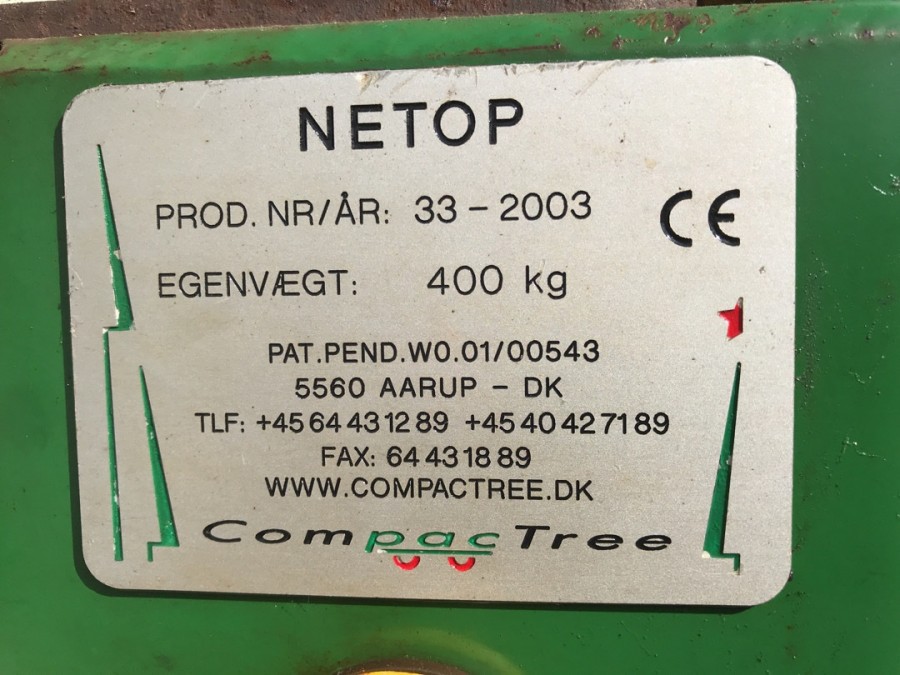 NETOP
PROD. NR/ÅR: 33 - 2003
CE
EGENVÆGT: 400 kg
PAT.PEND.WO.01/00543
5560 AARUP - DK
TLF: +45 64 43 12 89 +45 40 42 71 89
FAX: 64 43 18 89
WWW.COMPACTREE.DK
CompacTree